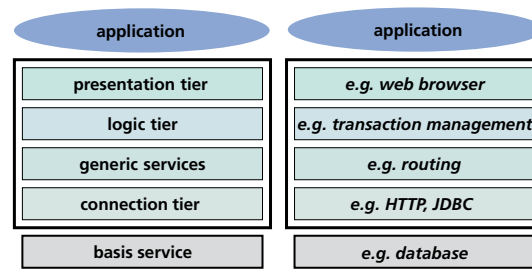 application
presentation tier
logic tier
generic services
connection tier
basis service
application
e.g. web browser
e.g. transaction management
e.g. routing
e.g. HTTP, JDBC
e.g. database